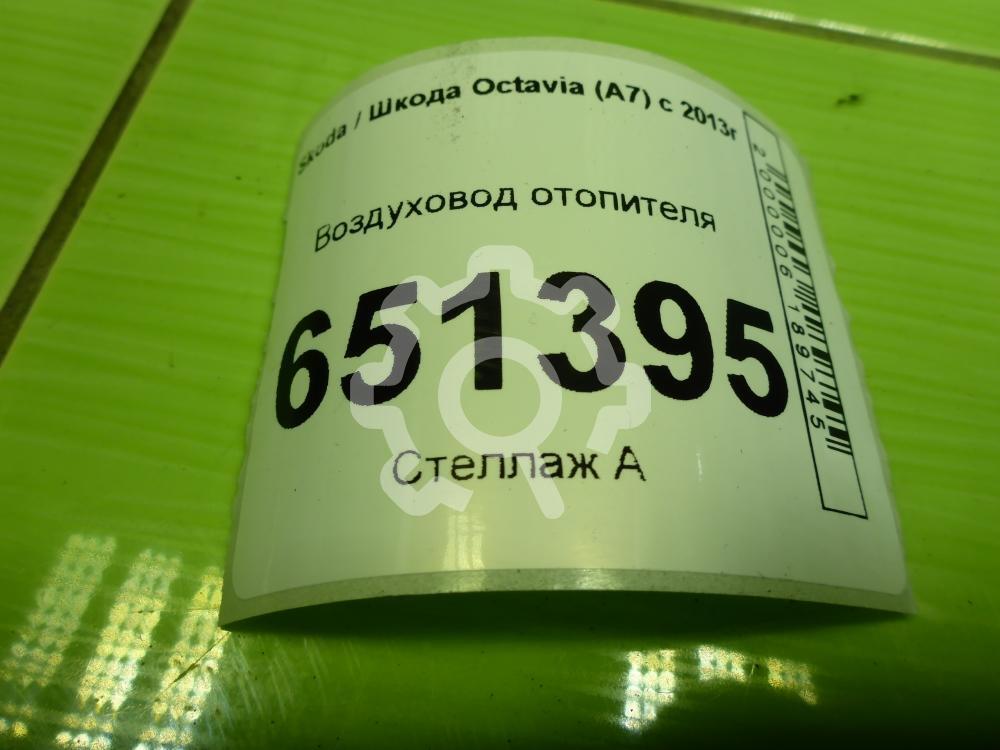 Skoda / Шкода Octavia (A7) с 2013г
Воздуховод отопителя
651395
Стеллаж А
2000006189745